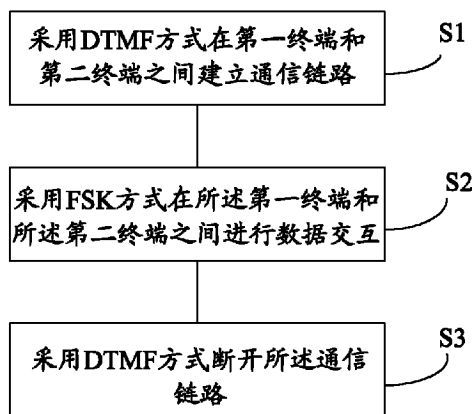 采用DTMF方式在第一终端和
第二终端之间建立通信链路
S1
采用FSK方式在所述第一终端和
所述第二终端之间进行数据交互
S2
采用DTMF方式断开所述通信
链路
S3